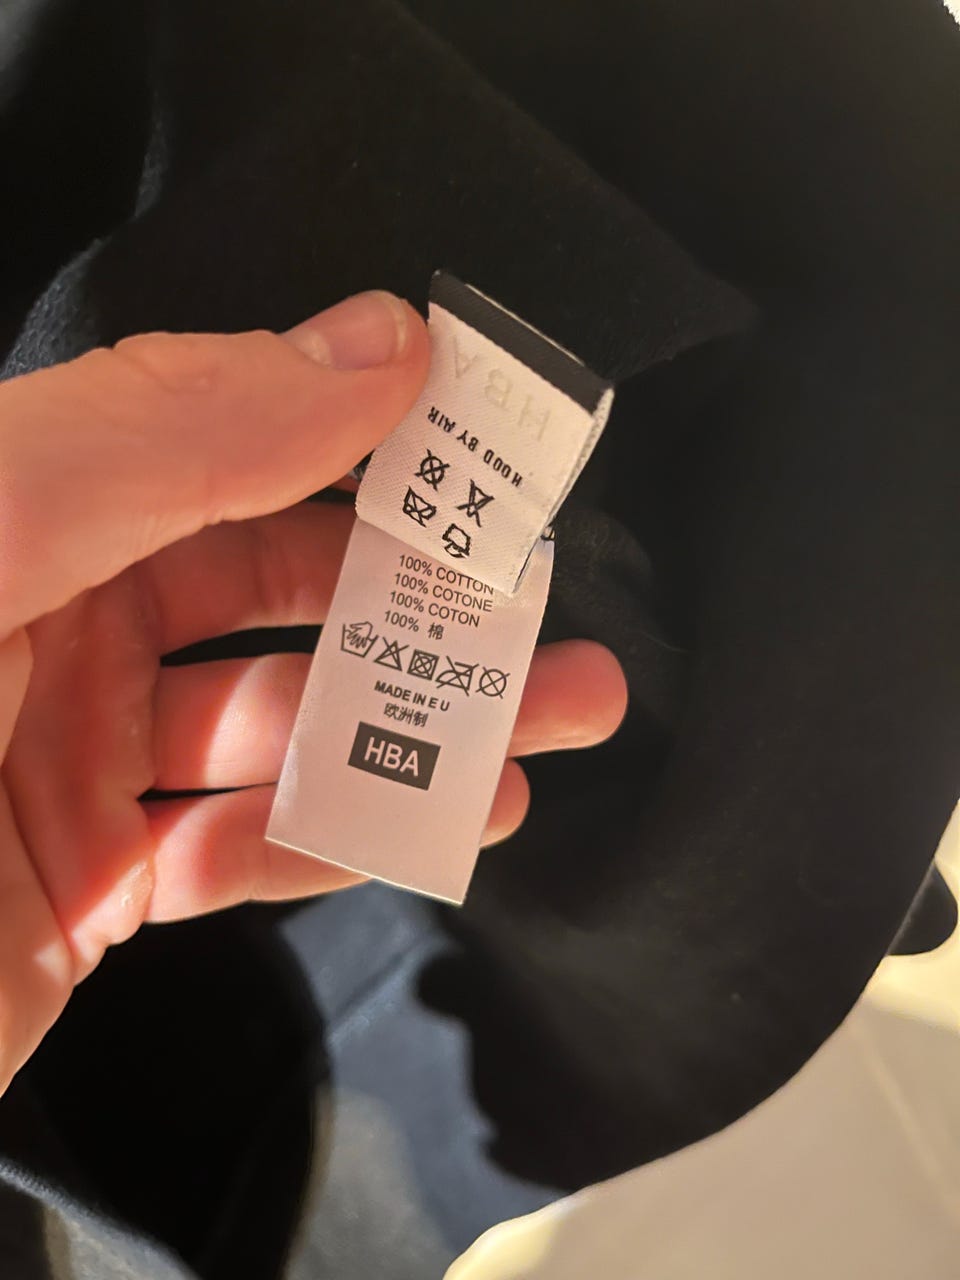 HBA
HOOD BY AIR
100% COTTON
100% COTONE
100% COTON
100% 棉
MADE IN E U
欧洲制
HBA